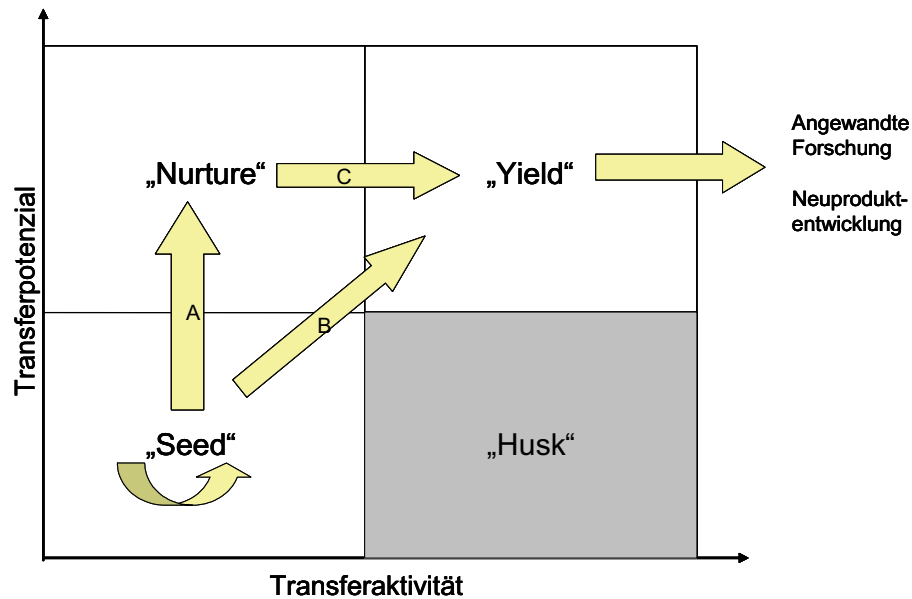 Angewandte
Forschung
„Nurture“
C
„Yield“
Neuprodukt-
entwicklung
Transferpotenzial
A
B
„Seed“
„Husk“
Transferaktivität